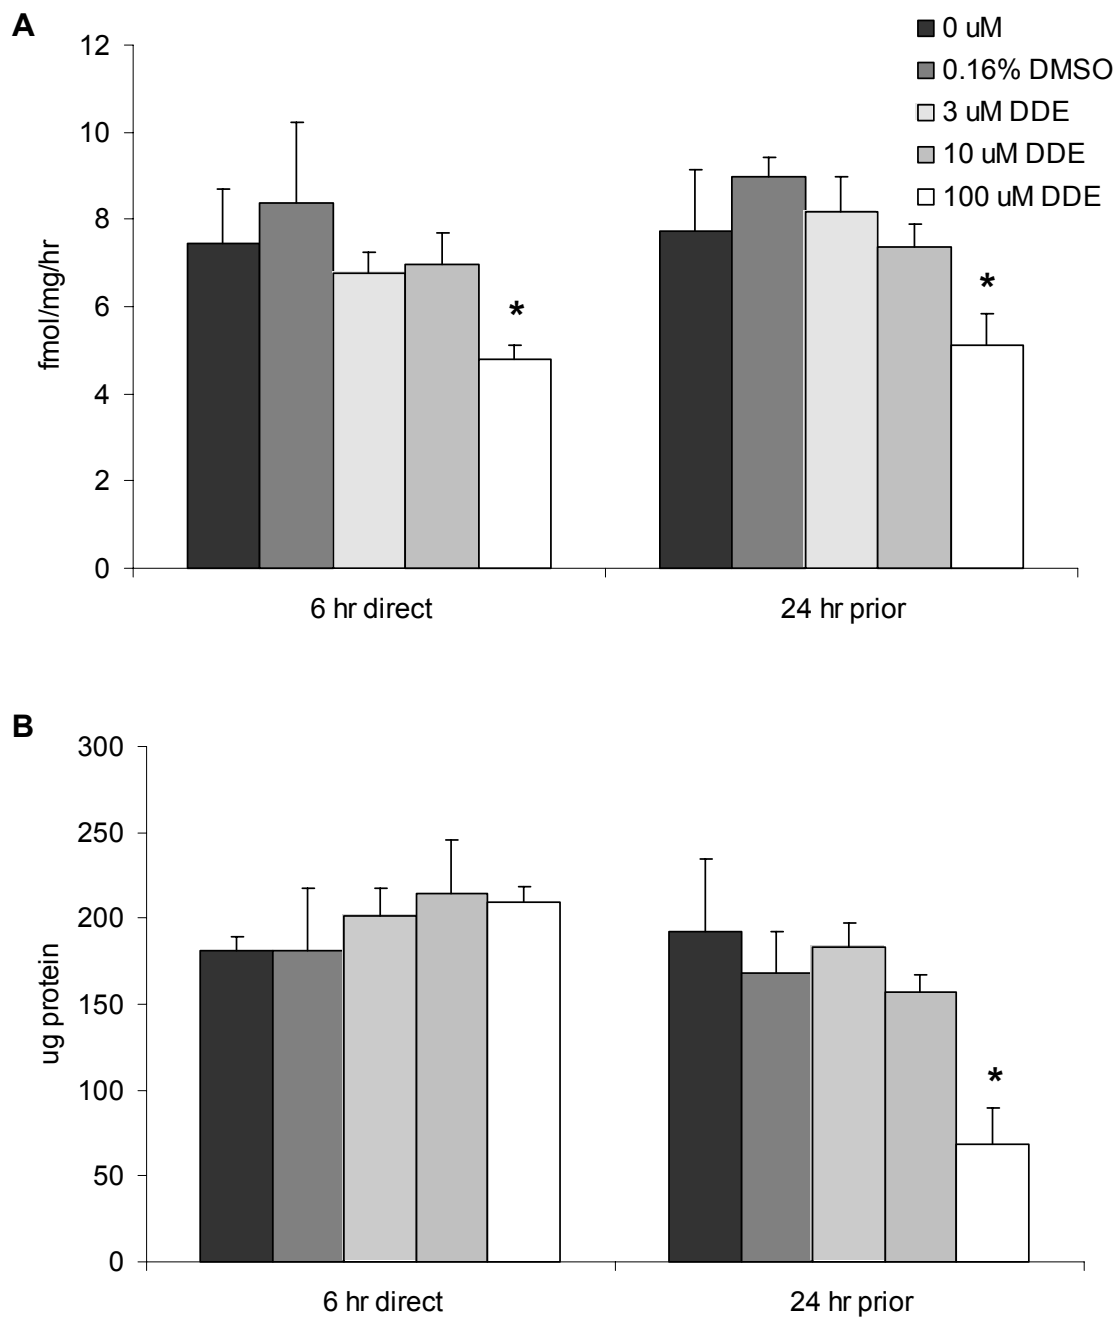 A
0 uM
0.16% DMSO
3 uM DDE
10 uM DDE
100 uM DDE
12
10
8
6
4
2
0
fmol/mg/hr
*
*
6 hr direct
24 hr prior
B
300
250
200
150
100
50
0
ug protein
*
6 hr direct
24 hr prior